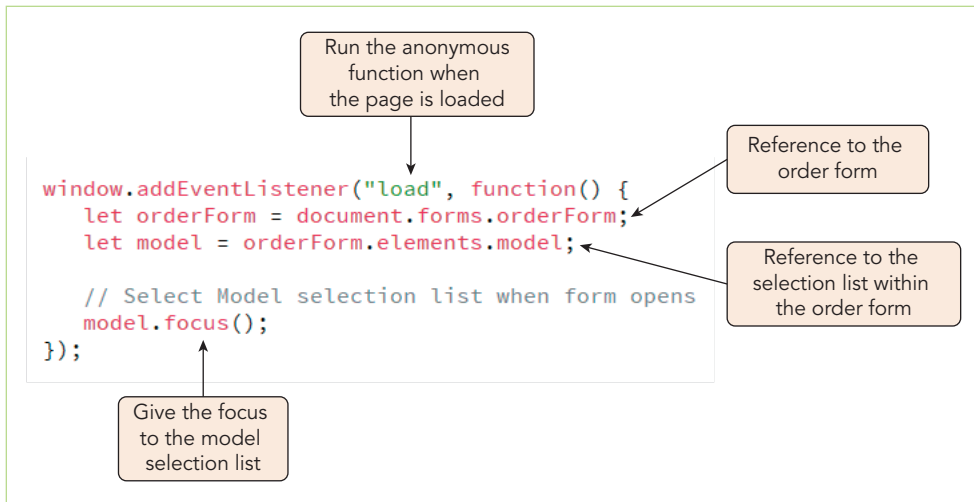 Run the anonymous
function when
the page is loaded
Reference to the
order form
window.addEventListener("load", function() {
let orderForm = document.forms.orderForm;
let model = orderForm.elements.model;
Reference to the
selection list within
the order form
// Select Model selection list when form opens
model.focus();
});
Give the focus
to the model
selection list